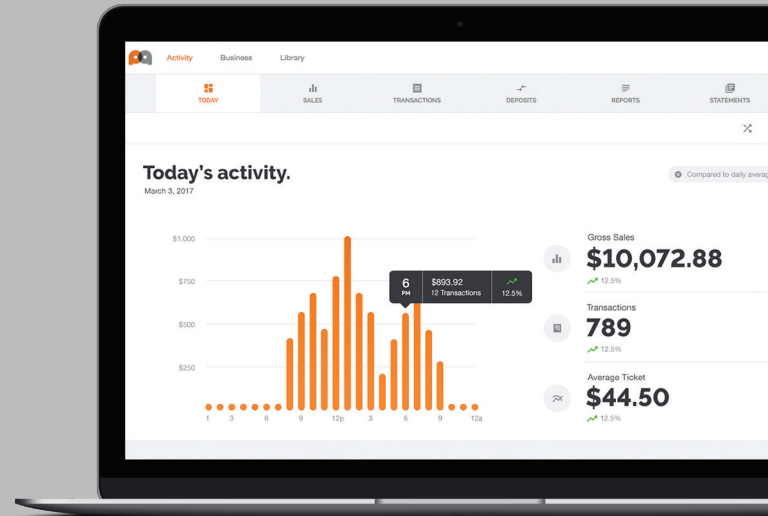 Activity Business Library
TODAY SALES TRANSACTIONS DEPOSITS REPORTS STATEMENTS
Today's activity.
March 3, 2017
Compared to daily averag
$1,000
$750
$500
$250
1 3 6 9 12p 3 6 9 12a
6 PM
$893.92
12 Transactions
12.5%
Gross Sales
$10,072.88
12.5%
Transactions
789
12.5%
Average Ticket
$44.50
12.5%